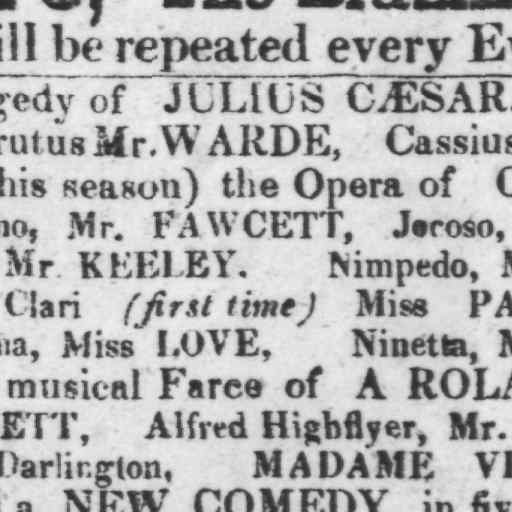 ill be repeated every Ev
gedy of JULIUS CÆSAR.
rutus Mr. WARDE, Cassius
his season) the Opera of C
no, Mr. FAWCETT, Jocoso,
Mr. KEELEY. Nimpedo, M
Clari (first time) Miss PA
na, Miss LOVE, Ninetta, M
musical Farce of A ROLA
ETT, Alfred Highflyer, Mr.
Darlington, MADAME VE
a NEW COMEDY in fiv